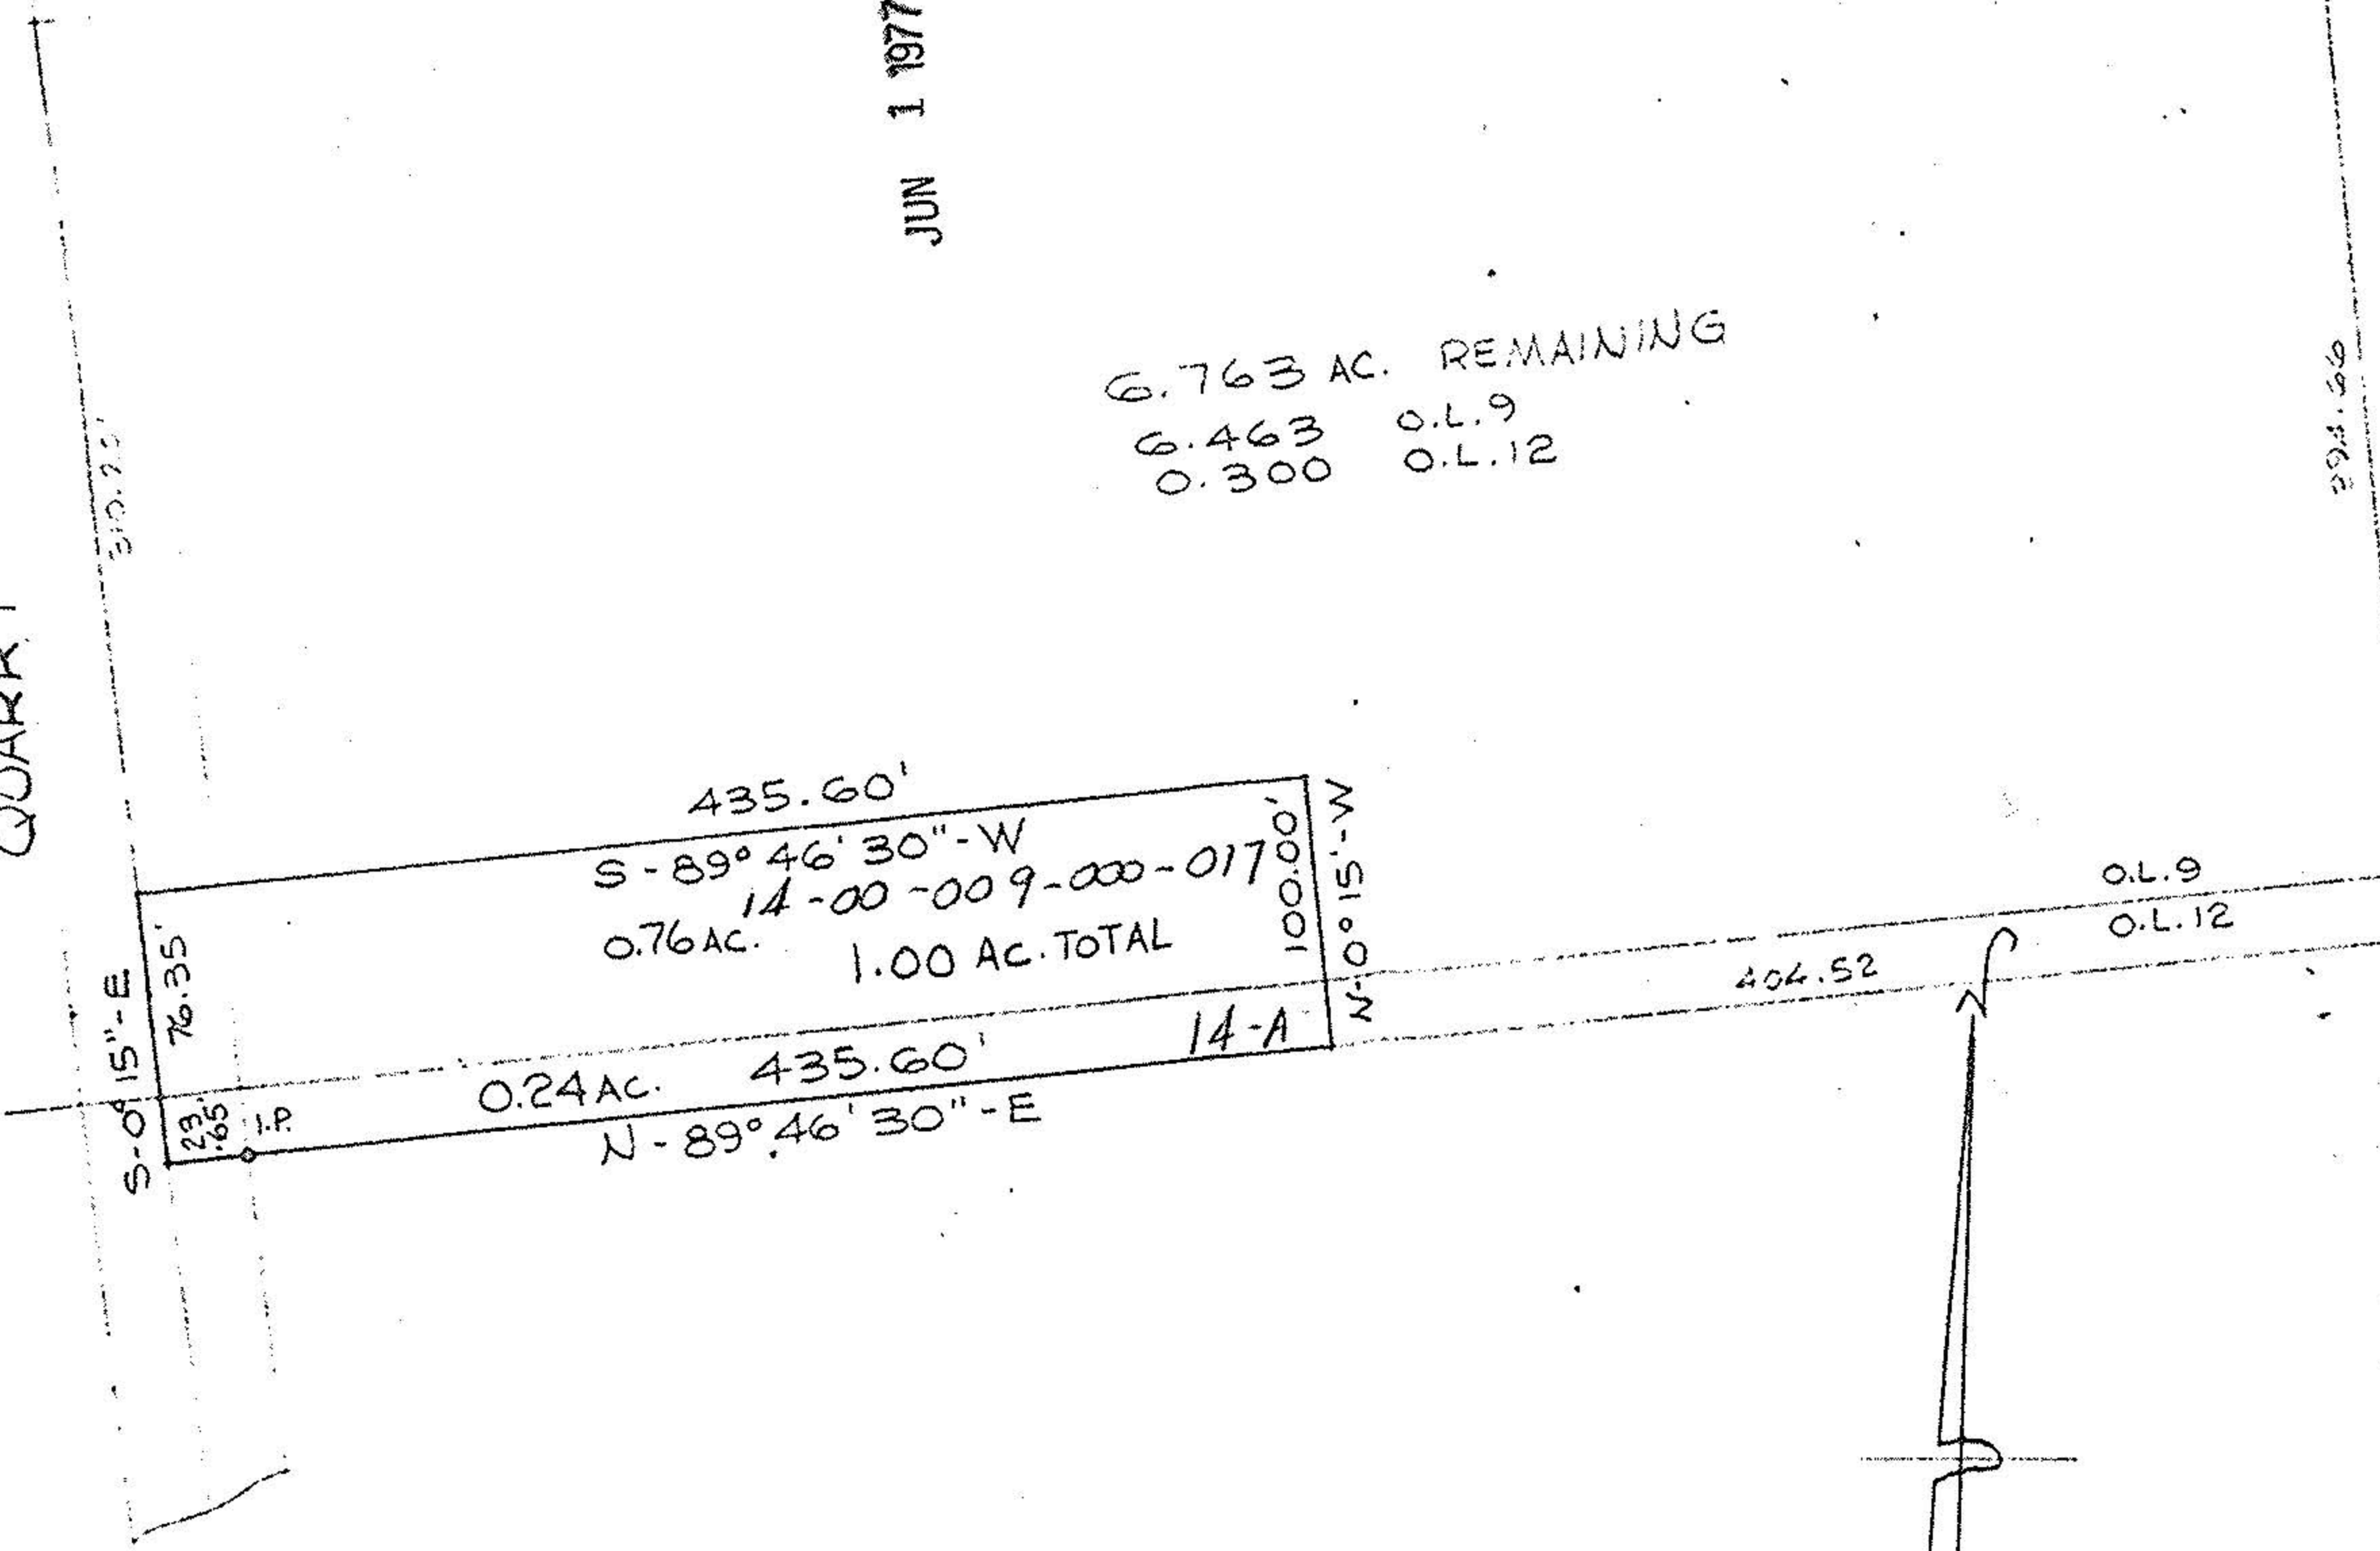 JUN 1 1977
6.763 AC. REMAINING
6.463 O.L.9
0.300 O.L.12
435.60'
S-89°46'30"-W
14-00-009-000-017
0.76 AC.
1.00 AC. TOTAL
100.00'
N-0°15'-W
76.35'
S-0°15"-E
23.65'
I.P.
0.24 AC.
435.60'
14-A
N-89°46'30"-E
404.52
O.L.9
O.L.12